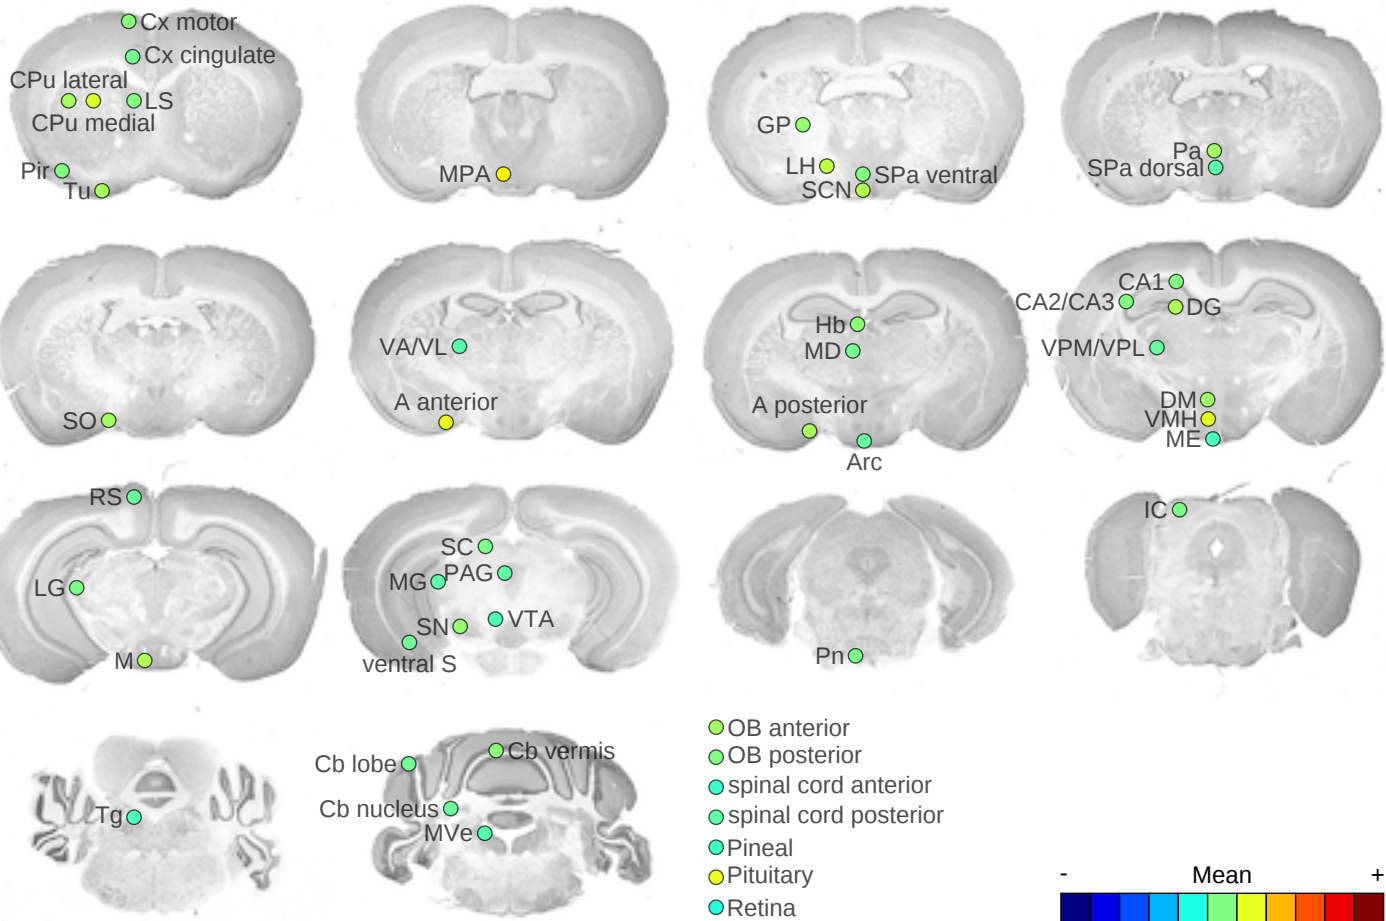 Cx motor
Cx cingulate
CPu lateral
LS
CPu medial
Pir
Tu
MPA
GP
LH
SPa ventral
SCN
Pa
SPa dorsal
SO
VA/VL
A anterior
Hb
MD
A posterior
Arc
CA1
CA2/CA3
DG
VPM/VPL
DM
VMH
ME
RS
LG
M
SC
PAG
MG
VTA
SN
ventral S
Pn
IC
Tg
Cb vermis
Cb lobe
Cb nucleus
MVe
OB anterior
OB posterior
spinal cord anterior
spinal cord posterior
Pineal
Pituitary
Retina
- Mean +